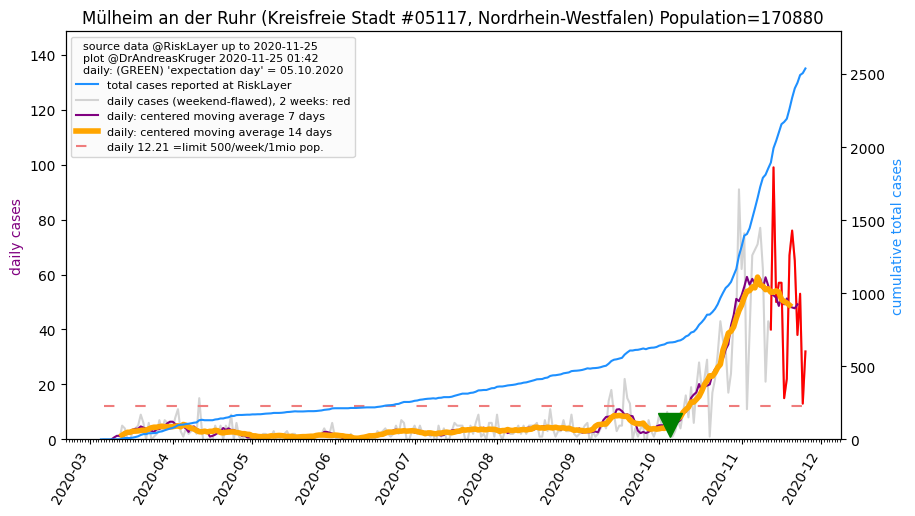 Mülheim an der Ruhr (Kreisfreie Stadt #05117, Nordrhein-Westfalen) Population=170880
source data @RiskLayer up to 2020-11-25
plot @DrAndreasKruger 2020-11-25 01:42
daily: (GREEN) 'expectation day' = 05.10.2020
total cases reported at RiskLayer
daily cases (weekend-flawed), 2 weeks: red
daily: centered moving average 7 days
daily: centered moving average 14 days
daily 12.21 =limit 500/week/1mio pop.
daily cases
140
120
100
80
60
40
20
0
cumulative total cases
2500
2000
1500
1000
500
0
2020-03
2020-04
2020-05
2020-06
2020-07
2020-08
2020-09
2020-10
2020-11
2020-12